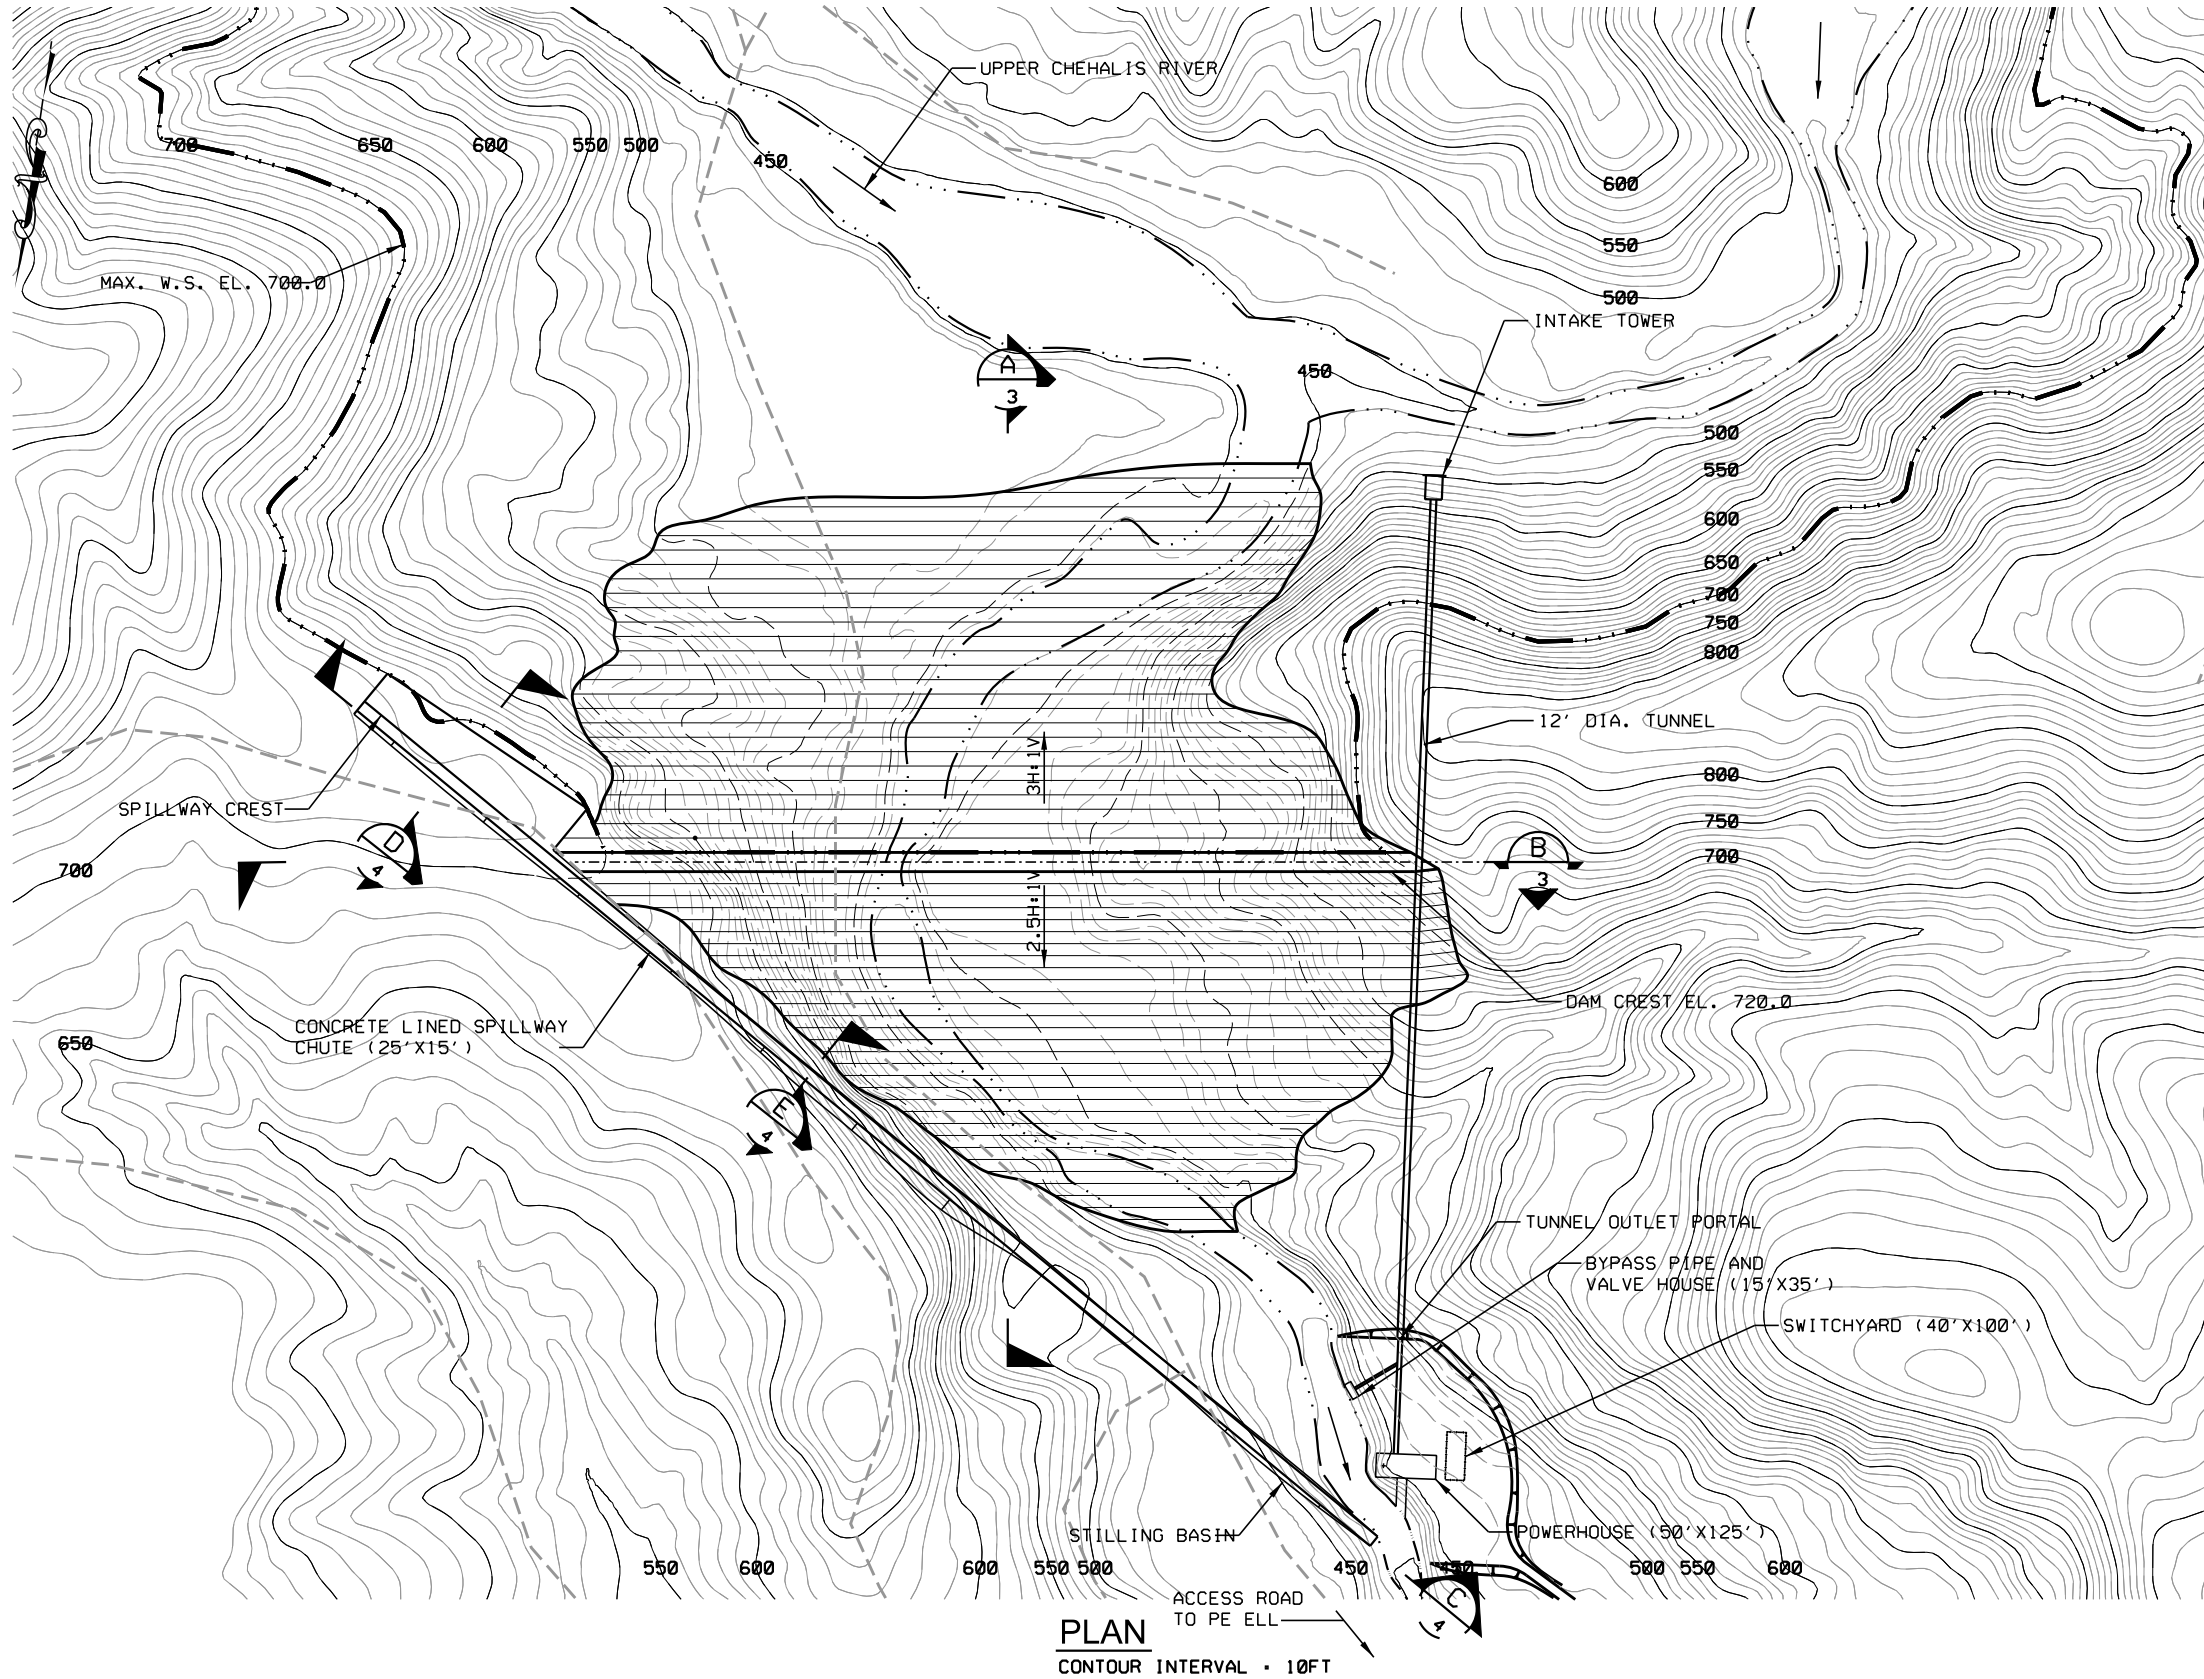 UPPER CHEHALIS RIVER
700
650
600
550
500
450
600
550
500
MAX. W.S. EL. 700.0
INTAKE TOWER
A
3
450
500
550
600
650
700
750
800
3H:1V
12' DIA. TUNNEL
800
750
700
SPILLWAY CREST
D
4
B
3
700
2.5H:1V
DAM CREST EL. 720.0
CONCRETE LINED SPILLWAY
CHUTE (25'X15')
650
E
4
TUNNEL OUTLET PORTAL
BYPASS PIPE AND
VALVE HOUSE (15'X35')
SWITCHYARD (40'X100')
STILLING BASIN
POWERHOUSE (50'X125')
550
600
600
550
500
450
450
500
550
600
C
4
ACCESS ROAD
TO PE ELL
PLAN
CONTOUR INTERVAL = 10FT